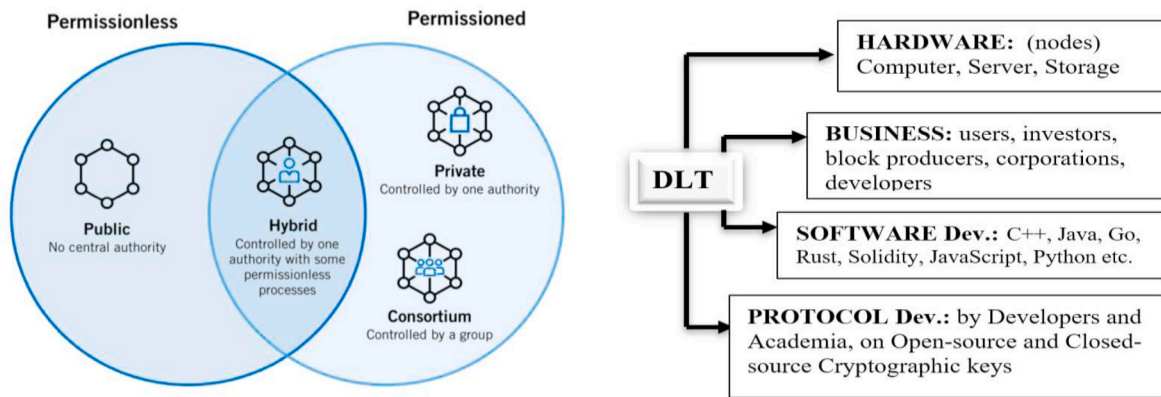 Permissionless
Permissioned
Public
No central authority
Hybrid
Controlled by one
authority with some
permissionless
processes
Private
Controlled by one authority
Consortium
Controlled by a group
DLT
HARDWARE: (nodes)
Computer, Server, Storage
BUSINESS: users, investors,
block producers, corporations,
developers
SOFTWARE Dev.: C++, Java, Go,
Rust, Solidity, JavaScript, Python etc.
PROTOCOL Dev.: by Developers and
Academia, on Open-source and Closed-
source Cryptographic keys